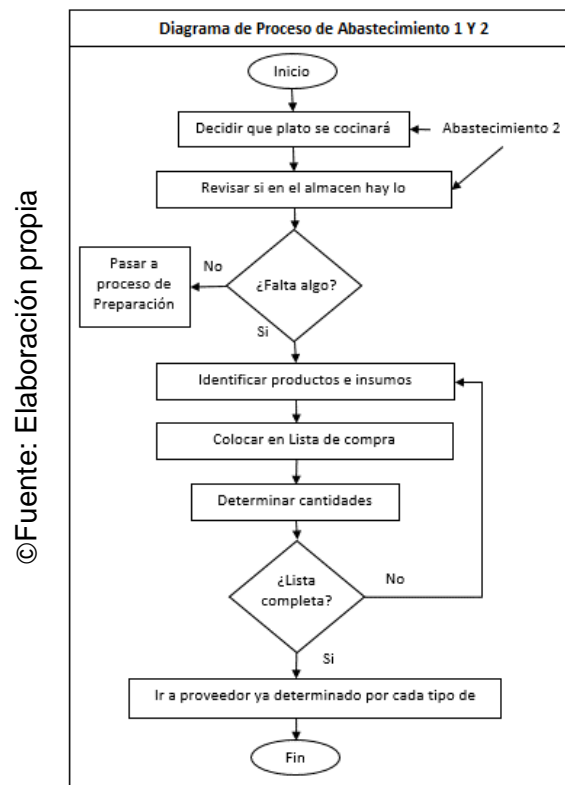 Diagrama de Proceso de Abastecimiento 1 Y 2
Inicio
Decidir que plato se cocinará
Abastecimiento 2
Revisar si en el almacen hay lo
¿Falta algo?
No
Pasar a
proceso de
Preparación
Si
Identificar productos e insumos
Colocar en Lista de compra
Determinar cantidades
¿Lista
completa?
No
Si
Ir a proveedor ya determinado por cada tipo de
Fin
©Fuente: Elaboración propia